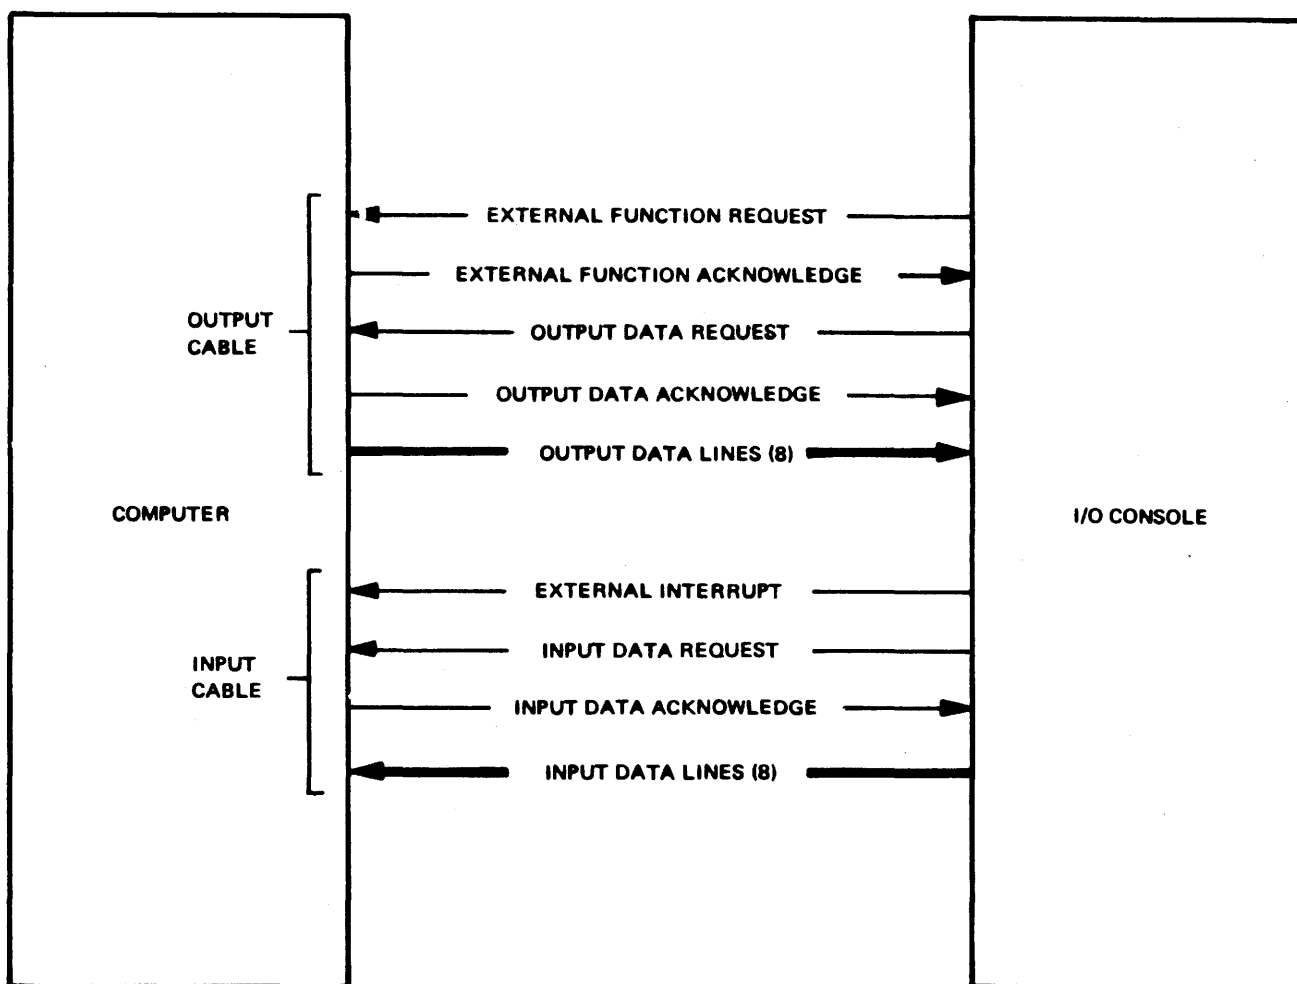 EXTERNAL FUNCTION REQUEST
EXTERNAL FUNCTION ACKNOWLEDGE
OUTPUT
CABLE
OUTPUT DATA REQUEST
OUTPUT DATA ACKNOWLEDGE
OUTPUT DATA LINES (8)
COMPUTER
I/O CONSOLE
EXTERNAL INTERRUPT
INPUT
CABLE
INPUT DATA REQUEST
INPUT DATA ACKNOWLEDGE
INPUT DATA LINES (8)